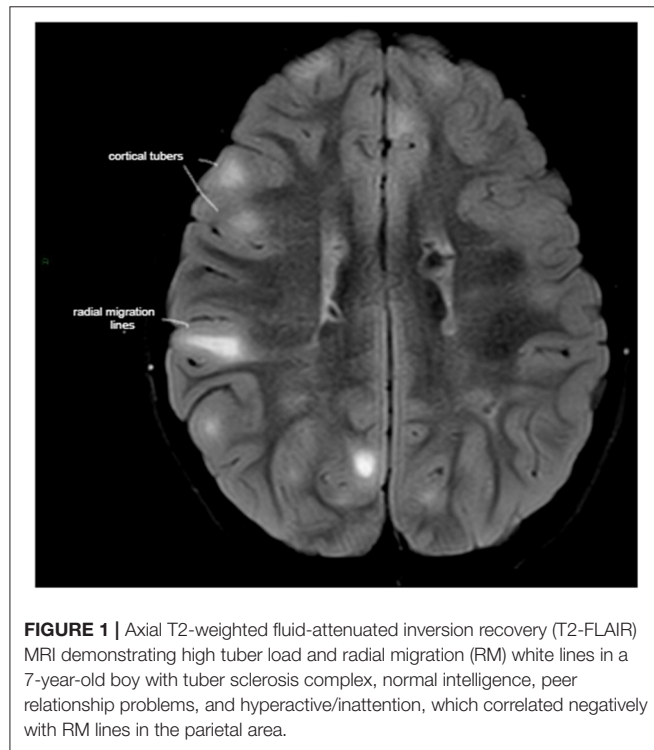 cortical tubers
radial migration
lines
FIGURE 1 | Axial T2-weighted fluid-attenuated inversion recovery (T2-FLAIR)
MRI demonstrating high tuber load and radial migration (RM) white lines in a
7-year-old boy with tuber sclerosis complex, normal intelligence, peer
relationship problems, and hyperactive/inattention, which correlated negatively
with RM lines in the parietal area.